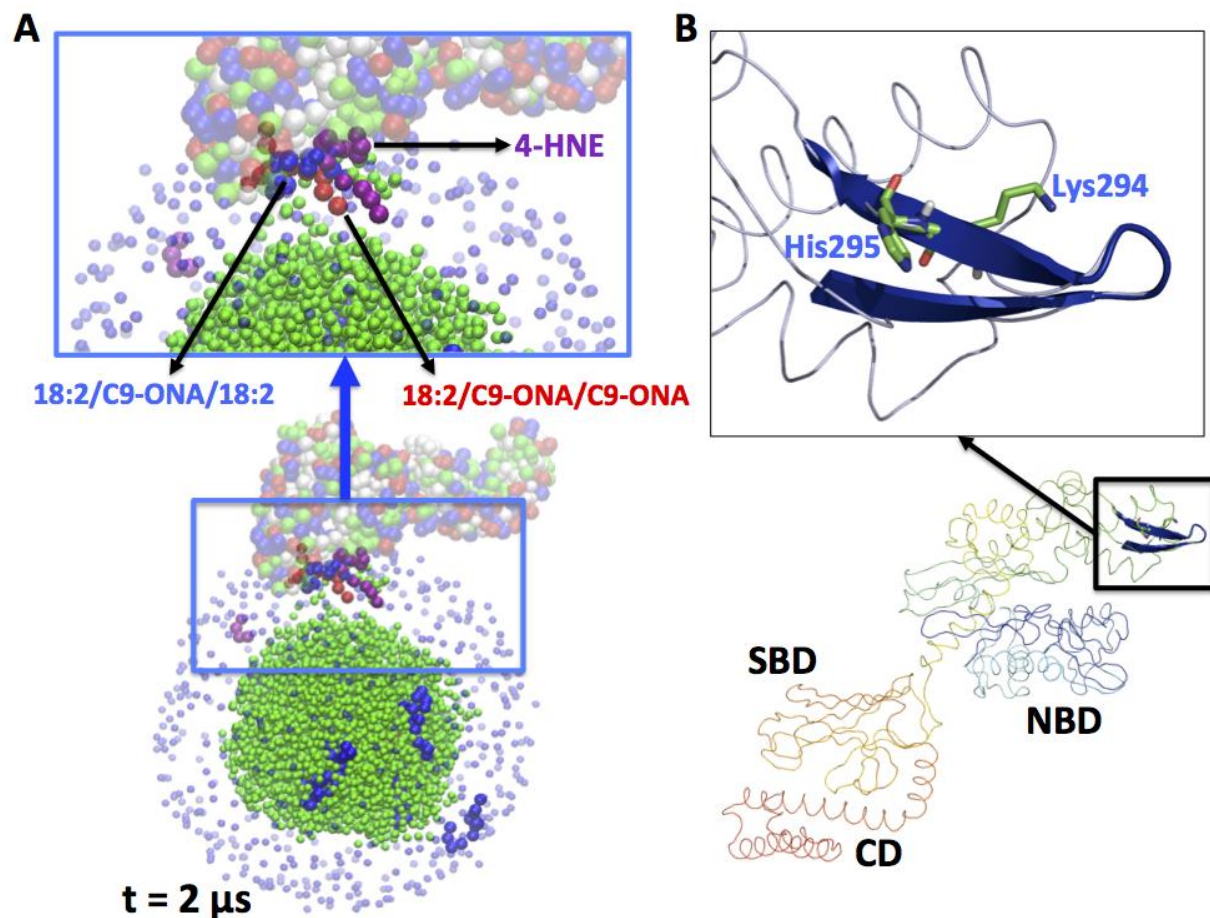 A
4-HNE
18:2/C9-ONA/18:2
18:2/C9-ONA/C9-ONA
t = 2 μs
B
Lys294
His295
SBD
NBD
CD